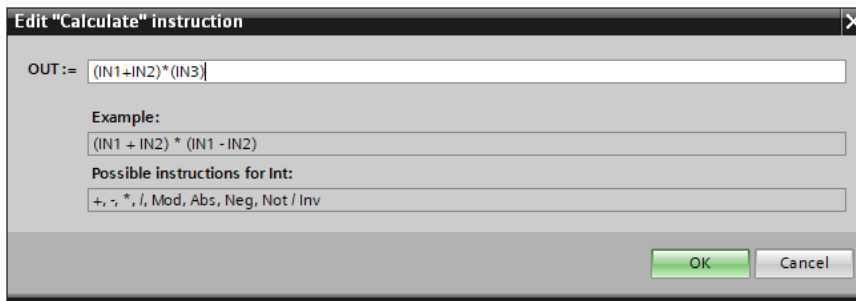 Edit "Calculate" instruction
OUT := (IN1+IN2)*(IN3)
Example:
(IN1 + IN2) * (IN1 - IN2)
Possible instructions for Int:
+, -, *, /, Mod, Abs, Neg, Not / Inv
OK Cancel